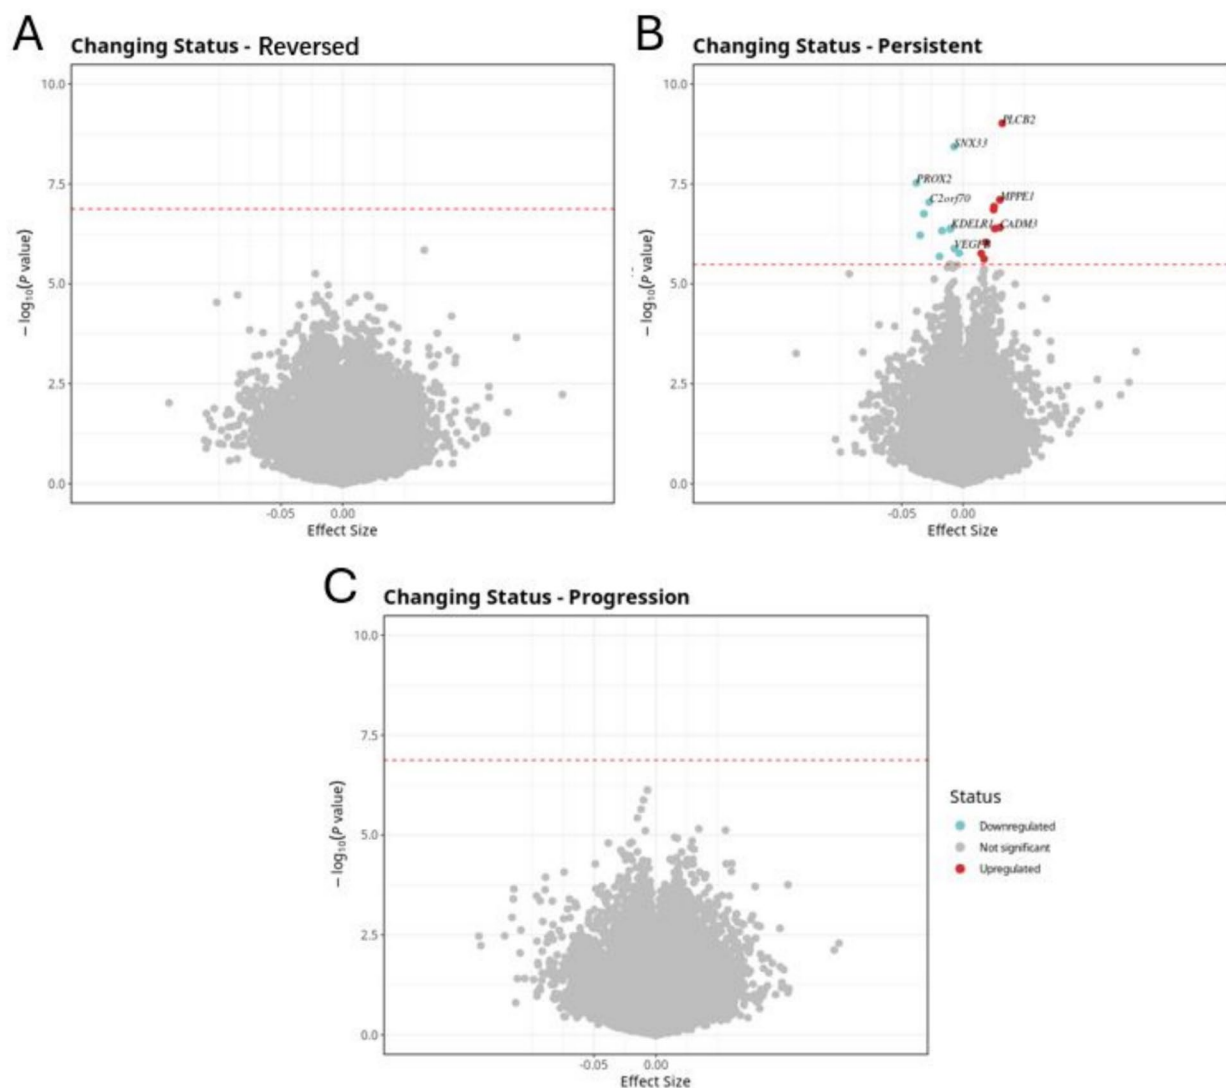 A
Changing Status - Reversed
10.0
7.5
5.0
2.5
0.0
− log10(P value)
-0.05 0.00
Effect Size
B
Changing Status - Persistent
10.0
7.5
5.0
2.5
0.0
− log10(P value)
PLCB2
SNX33
PROX2
C2orf70
MPPE1
KDELR1
CADM3
VEGFB
-0.05 0.00
Effect Size
C
Changing Status - Progression
10.0
7.5
5.0
2.5
0.0
− log10(P value)
-0.05 0.00
Effect Size
Status
Downregulated
Not significant
Upregulated